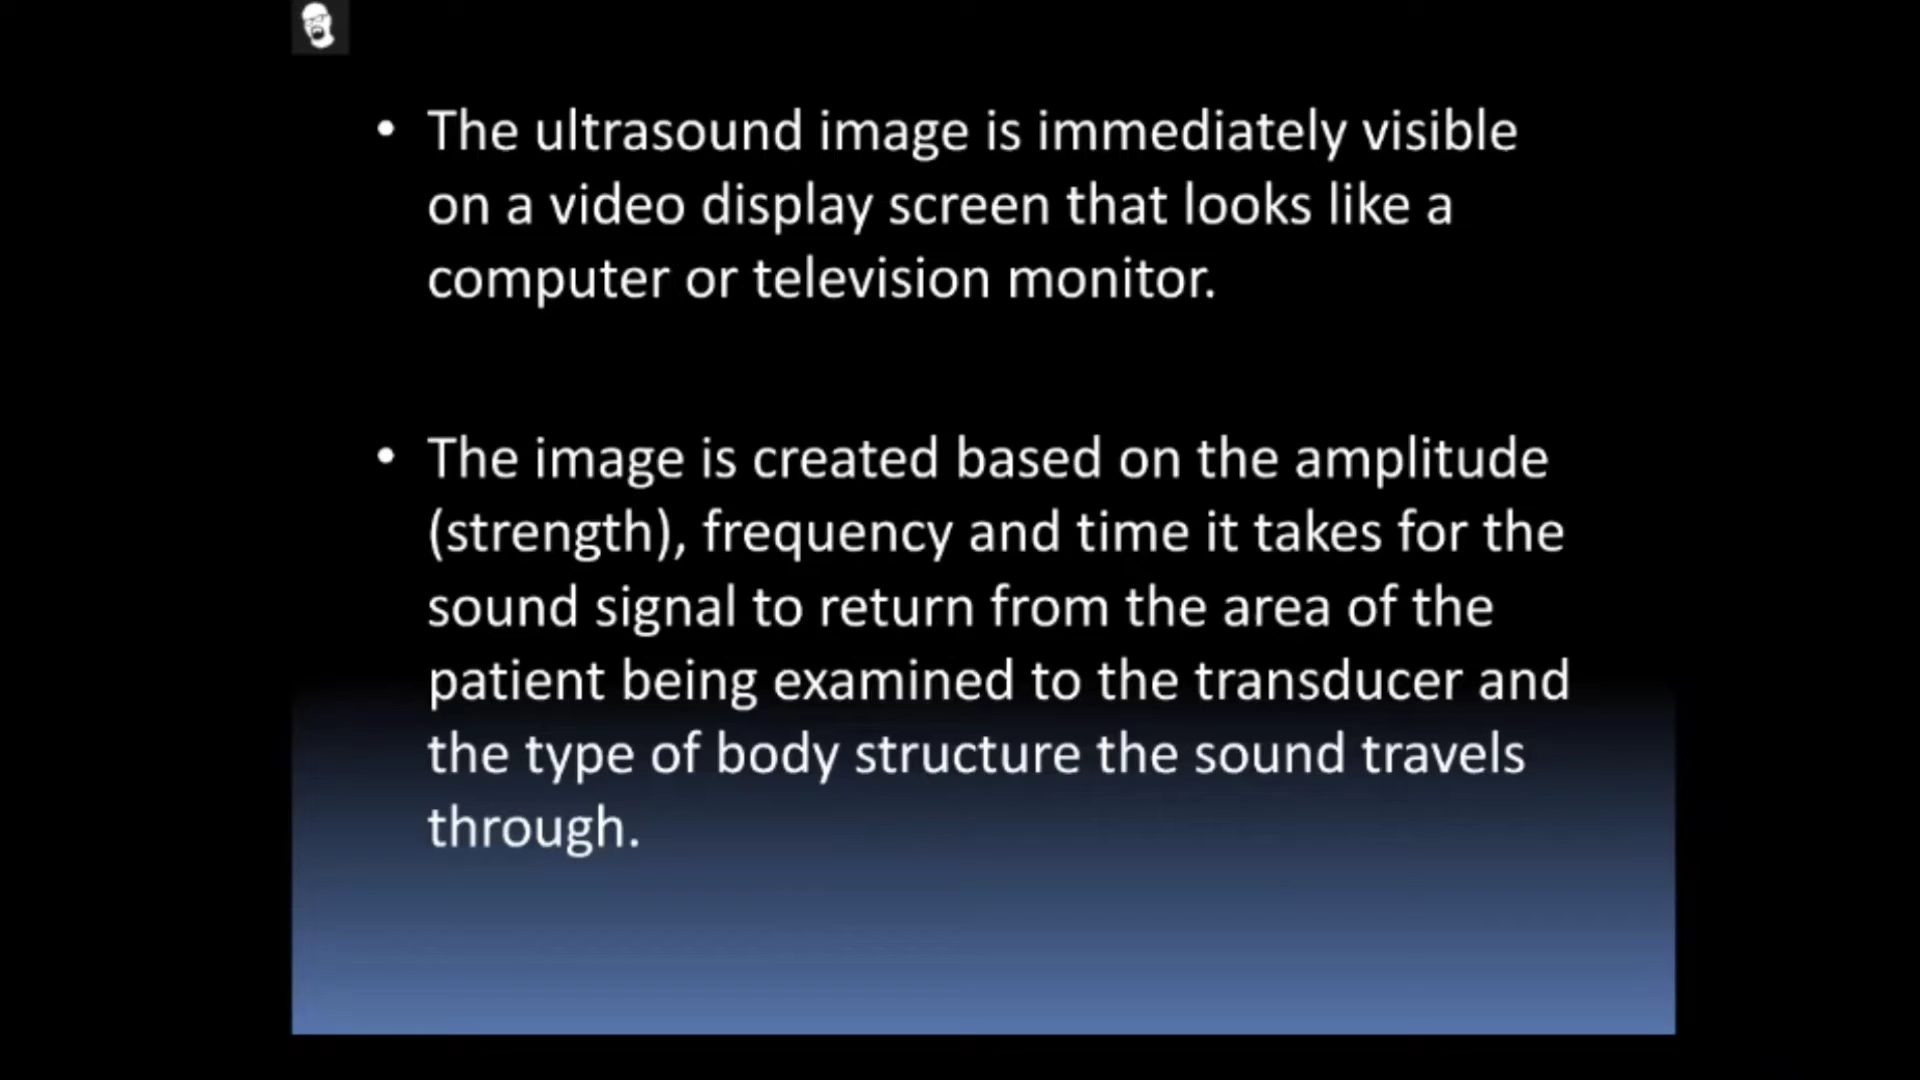 • The ultrasound image is immediately visible
on a video display screen that looks like a
computer or television monitor.
• The image is created based on the amplitude
(strength), frequency and time it takes for the
sound signal to return from the area of the
patient being examined to the transducer and
the type of body structure the sound travels
through.